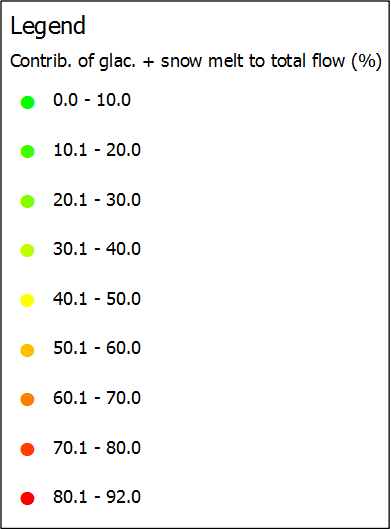 Legend
Contrib. of glac. + snow melt to total flow (%)
0.0 - 10.0
10.1 - 20.0
20.1 - 30.0
30.1 - 40.0
40.1 - 50.0
50.1 - 60.0
60.1 - 70.0
70.1 - 80.0
80.1 - 92.0